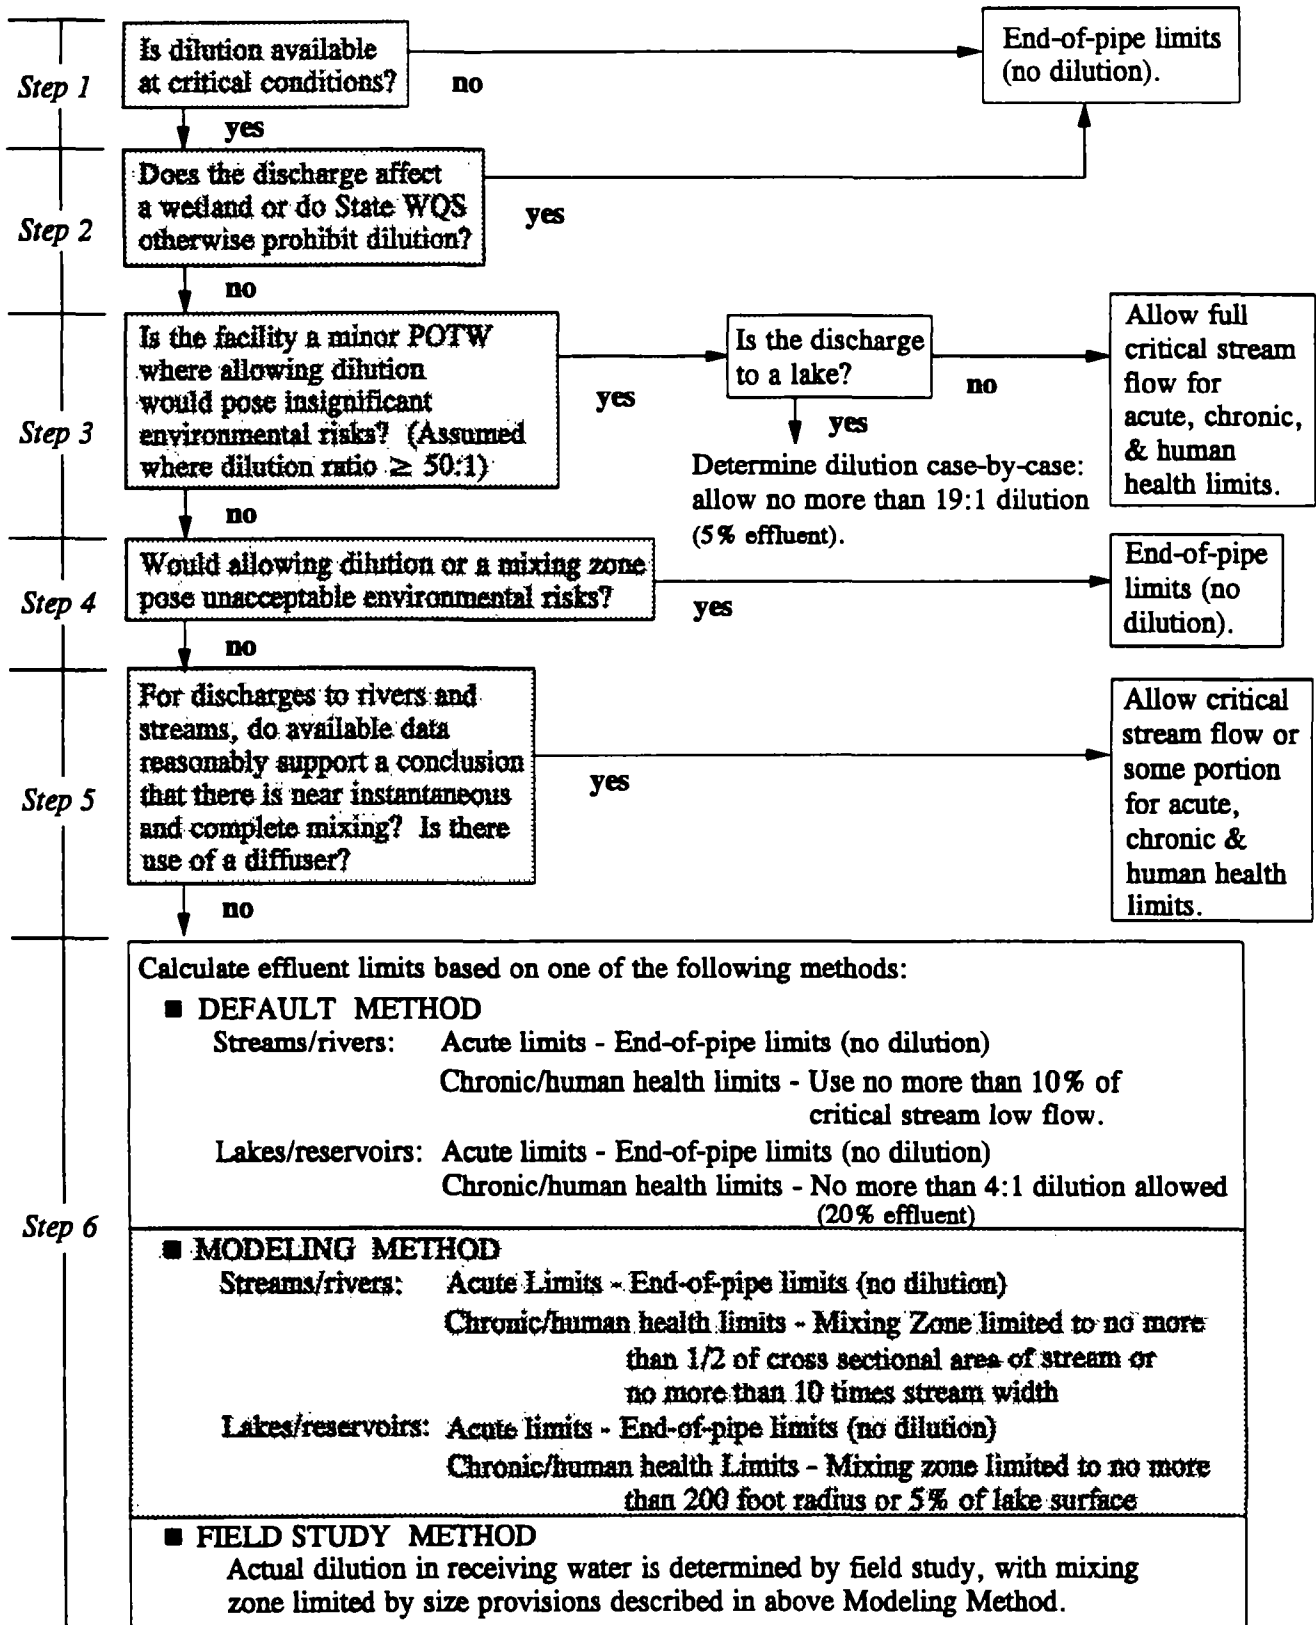 Step 1
Is dilution available
at critical conditions?
no
End-of-pipe limits
(no dilution).
yes
Step 2
Does the discharge affect
a wetland or do State WQS
otherwise prohibit dilution?
yes
no
Step 3
Is the facility a minor POTW
where allowing dilution
would pose insignificant
environmental risks? (Assumed
where dilution ratio ≥ 50:1)
yes
Is the discharge
to a lake?
no
Allow full
critical stream
flow for
acute, chronic,
& human
health limits.
yes
Determine dilution case-by-case:
allow no more than 19:1 dilution
(5% effluent).
no
Step 4
Would allowing dilution or a mixing zone
pose unacceptable environmental risks?
yes
End-of-pipe
limits (no
dilution).
no
Step 5
For discharges to rivers and
streams, do available data
reasonably support a conclusion
that there is near instantaneous
and complete mixing? Is there
use of a diffuser?
yes
Allow critical
stream flow or
some portion
for acute,
chronic &
human health
limits.
no
Step 6
Calculate effluent limits based on one of the following methods:
■ DEFAULT METHOD
Streams/rivers: Acute limits - End-of-pipe limits (no dilution)
Chronic/human health limits - Use no more than 10% of
critical stream low flow.
Lakes/reservoirs: Acute limits - End-of-pipe limits (no dilution)
Chronic/human health limits - No more than 4:1 dilution allowed
(20% effluent)
■ MODELING METHOD
Streams/rivers: Acute Limits - End-of-pipe limits (no dilution)
Chronic/human health limits - Mixing Zone limited to no more
than 1/2 of cross sectional area of stream or
no more than 10 times stream width
Lakes/reservoirs: Acute limits - End-of-pipe limits (no dilution)
Chronic/human health Limits - Mixing zone limited to no more
than 200 foot radius or 5% of lake surface
■ FIELD STUDY METHOD
Actual dilution in receiving water is determined by field study, with mixing
zone limited by size provisions described in above Modeling Method.